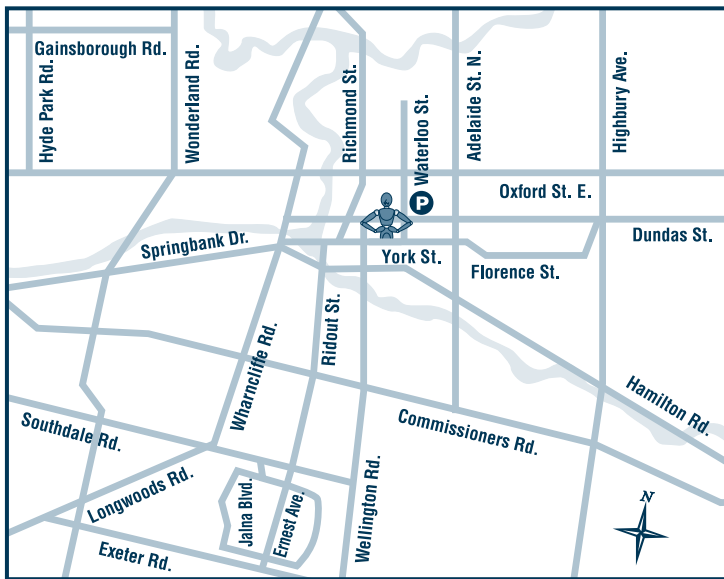 Gainsborough Rd.
Hyde Park Rd.
Wonderland Rd.
Richmond St.
Waterloo St.
Adelaide St. N.
Highbury Ave.
Oxford St. E.
P
Dundas St.
Springbank Dr.
York St.
Florence St.
Ridout St.
Wharncliffe Rd.
Hamilton Rd.
Commissioners Rd.
Southdale Rd.
Longwoods Rd.
Jalna Blvd.
Ernest Ave.
Wellington Rd.
Exeter Rd.
N